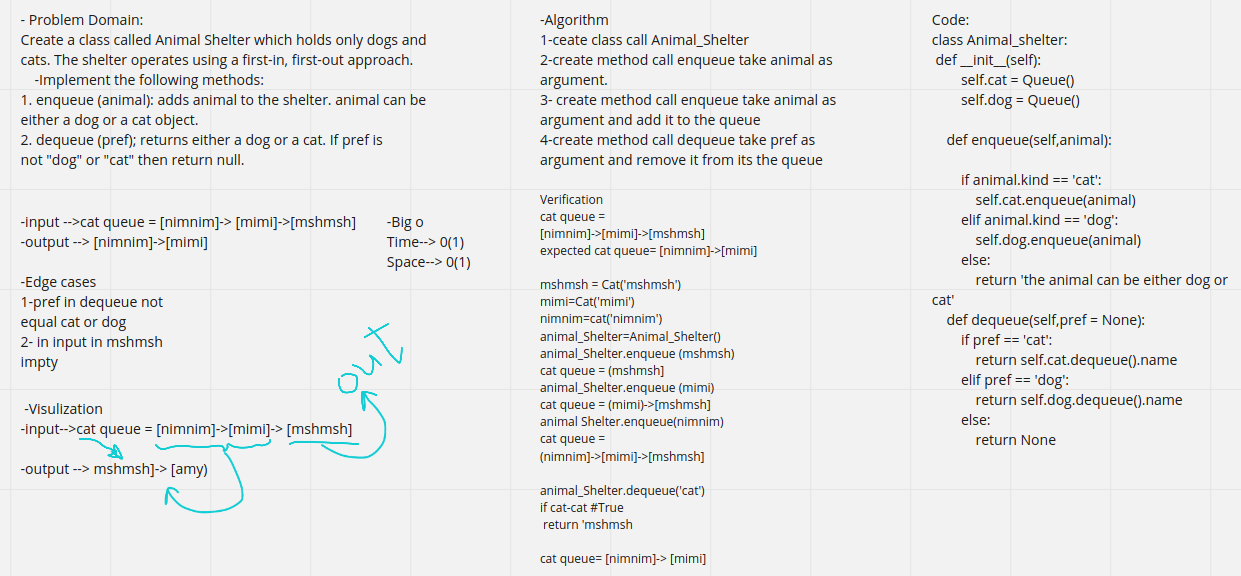 - Problem Domain:
Create a class called Animal Shelter which holds only dogs and
cats. The shelter operates using a first-in, first-out approach.
-Implement the following methods:
1. enqueue (animal): adds animal to the shelter. animal can be
either a dog or a cat object.
2. dequeue (pref); returns either a dog or a cat. If pref is
not "dog" or "cat" then return null.
-input -->cat queue = [nimnim]-> [mimi]->[mshmsh]
-output --> [nimnim]->[mimi]
-Big o
Time--> 0(1)
Space--> 0(1)
-Edge cases
1-pref in dequeue not
equal cat or dog
2- in input in mshmsh
impty
-Visulization
-input-->cat queue = [nimnim]->[mimi]-> [mshmsh]
OUT
-output --> mshmsh]-> [amy)
-Algorithm
1-ceate class call Animal_Shelter
2-create method call enqueue take animal as
argument.
3- create method call enqueue take animal as
argument and add it to the queue
4-create method call dequeue take pref as
argument and remove it from its the queue
Verification
cat queue =
[nimnim]->[mimi]->[mshmsh]
expected cat queue= [nimnim]->[mimi]
mshmsh = Cat('mshmsh')
mimi=Cat('mimi')
nimnim=cat('nimnim')
animal_Shelter=Animal_Shelter()
animal_Shelter.enqueue (mshmsh)
cat queue = (mshmsh]
animal_Shelter.enqueue (mimi)
cat queue = (mimi)->[mshmsh]
animal Shelter.enqueue(nimnim)
cat queue =
(nimnim]->[mimi]->[mshmsh]
animal_Shelter.dequeue('cat')
if cat-cat #True
return 'mshmsh
cat queue= [nimnim]-> [mimi]
Code:
class Animal_shelter:
def __init__(self):
self.cat = Queue()
self.dog = Queue()
def enqueue(self,animal):
if animal.kind == 'cat':
self.cat.enqueue(animal)
elif animal.kind == 'dog':
self.dog.enqueue(animal)
else:
return 'the animal can be either dog or
cat'
def dequeue(self,pref = None):
if pref == 'cat':
return self.cat.dequeue().name
elif pref == 'dog':
return self.dog.dequeue().name
else:
return None